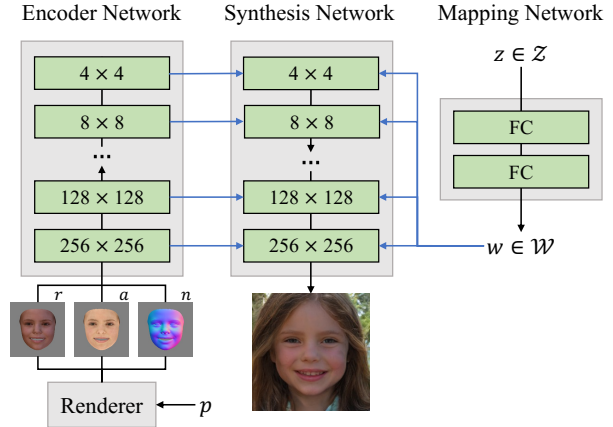 Encoder Network
Synthesis Network
Mapping Network
4 × 4
8 × 8
...
128 × 128
256 × 256
r
a
n
Renderer
p
4 × 4
8 × 8
...
128 × 128
256 × 256
z ∈ 𝒵
FC
FC
w ∈ 𝒲